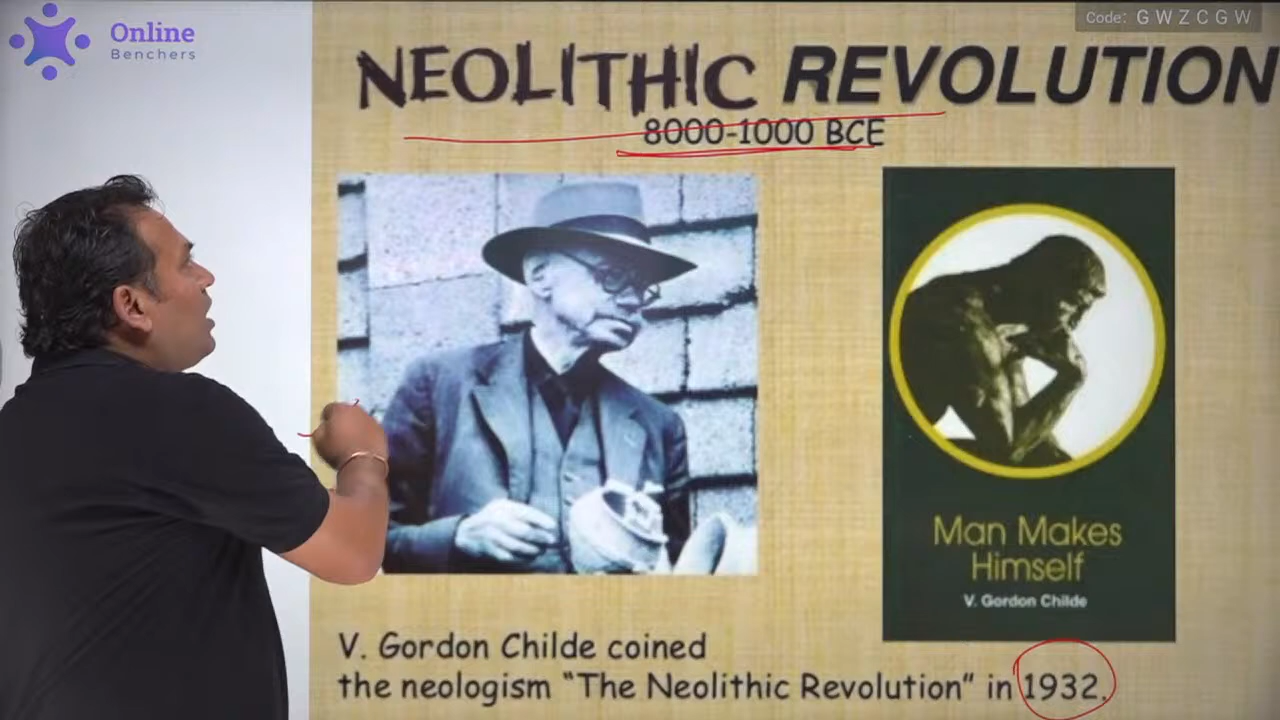 Online
Benchers
Code: G W Z C G W
NEOLITHIC REVOLUTION
8000-1000 BCE
Man Makes
Himself
V. Gordon Childe
V. Gordon Childe coined
the neologism “The Neolithic Revolution” in 1932.